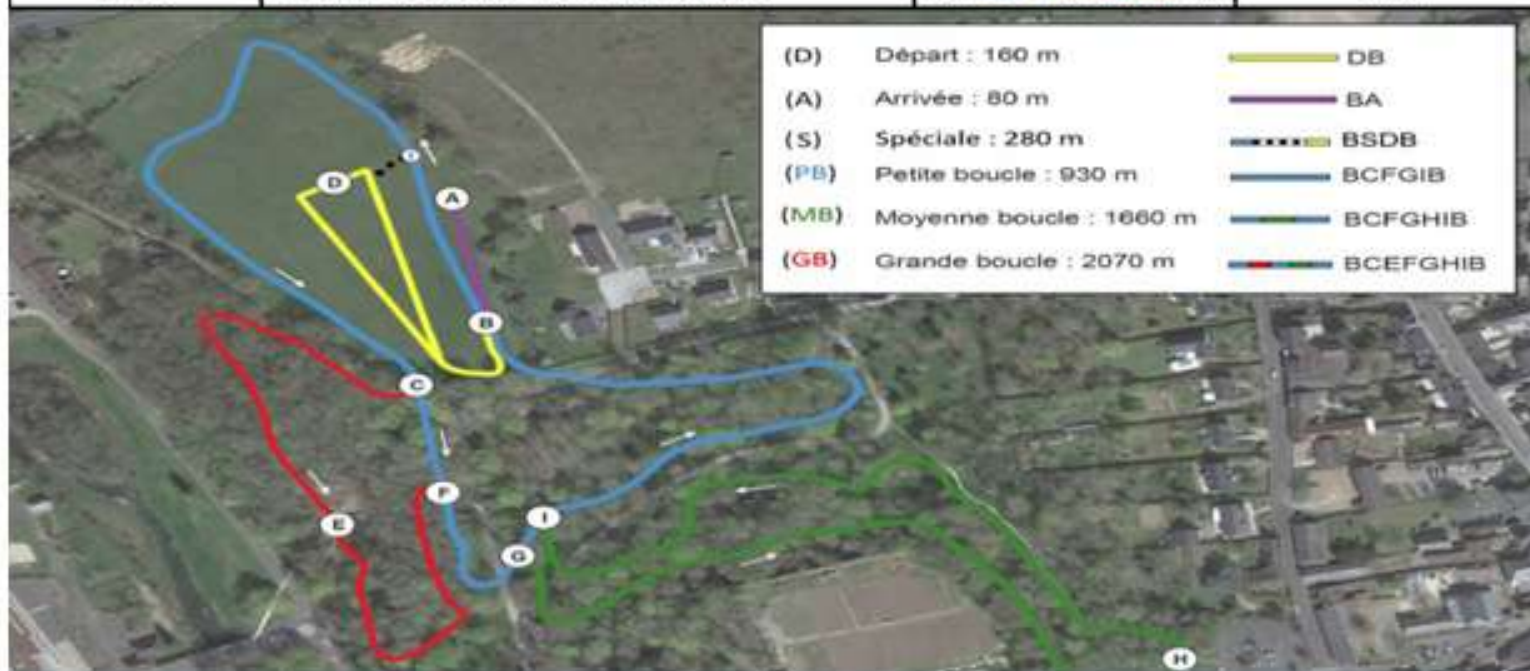 (D) Départ : 160 m DB
(A) Arrivée : 80 m BA
(S) Spéciale : 280 m BSDB
(PB) Petite boucle : 930 m BCFGIB
(MB) Moyenne boucle : 1660 m BCFGHIB
(GB) Grande boucle : 2070 m BCEFGHIB
D
A
B
C
F
E
I
G
H